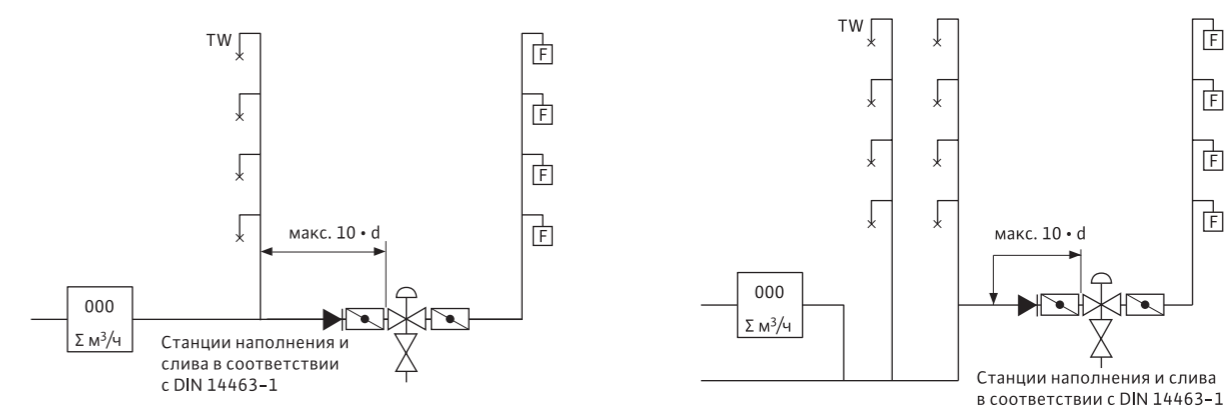 TW
F
F
F
F
макс. 10 • d
000
Σ м³/ч
Станции наполнения и
слива в соответствии
с DIN 14463-1
TW
F
F
F
F
макс. 10 • d
000
Σ м³/ч
Станции наполнения и слива
в соответствии с DIN 14463-1